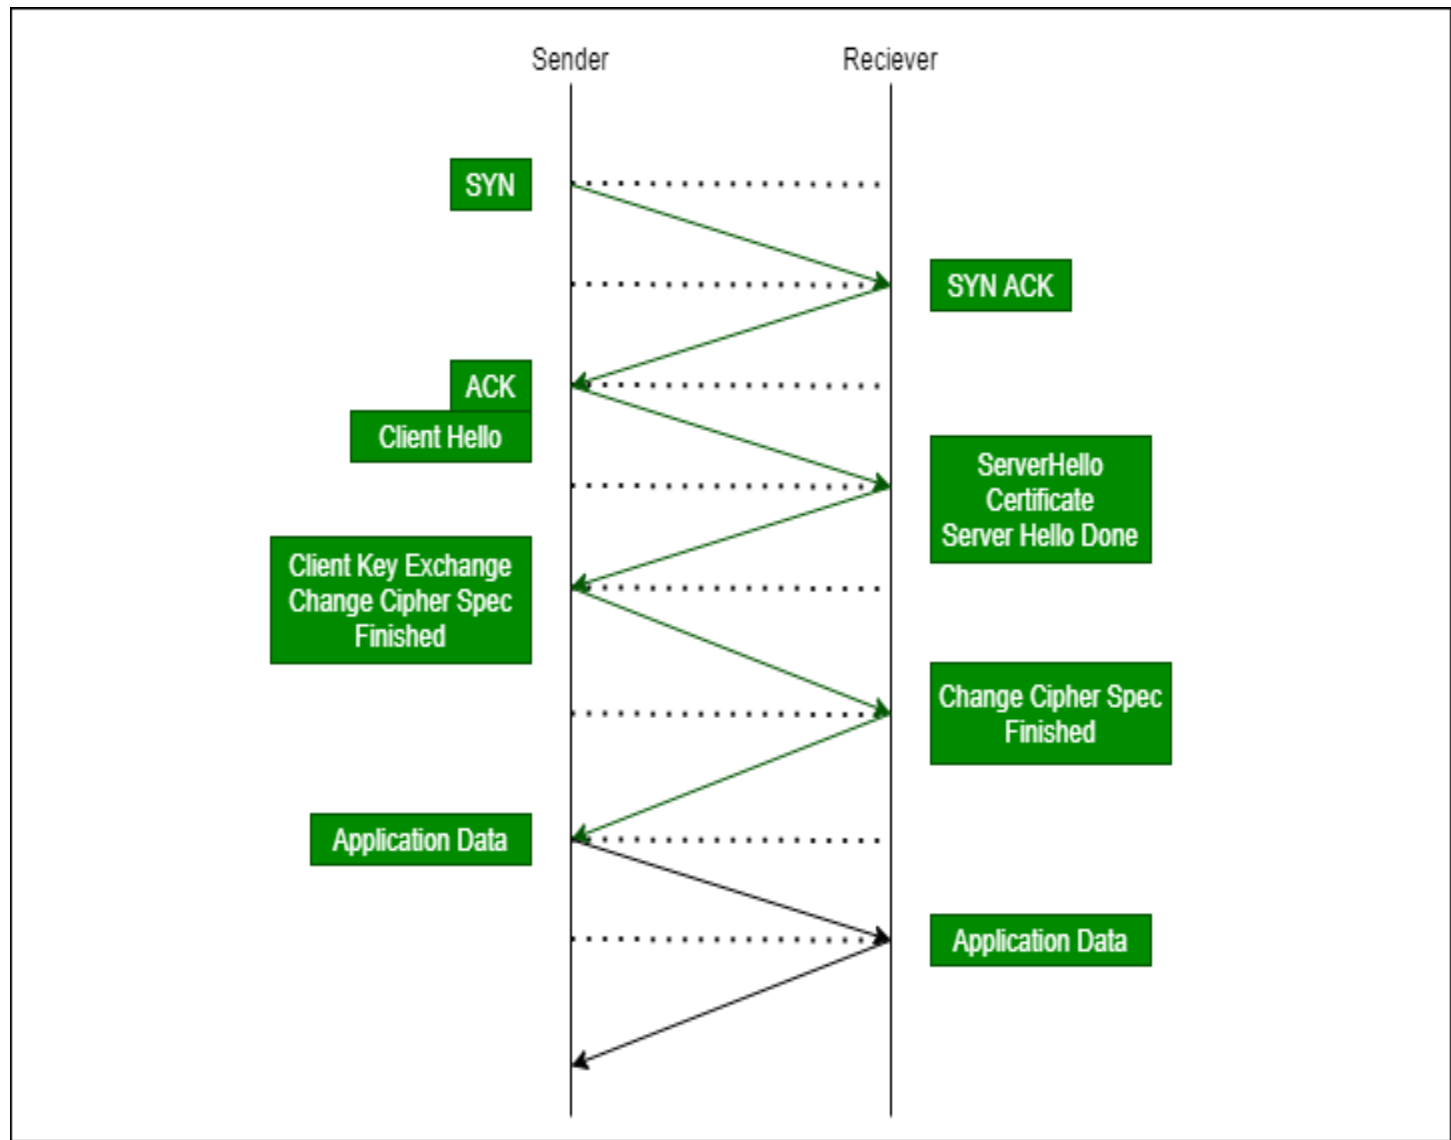 Sender
Reciever
SYN
SYN ACK
ACK
Client Hello
ServerHello
Certificate
Server Hello Done
Client Key Exchange
Change Cipher Spec
Finished
Change Cipher Spec
Finished
Application Data
Application Data